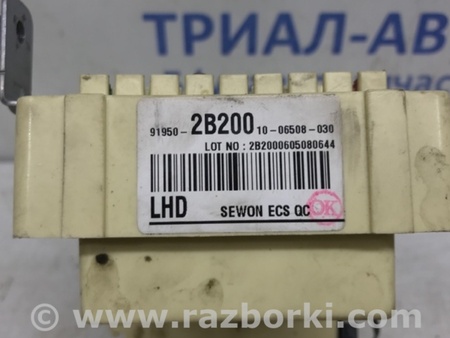 ТРИАЛ-АВ
91950-2B200 10-06508-030
LOT NO : 2B2000605080644
LHD SEWON ECS QC OK
© www.razborki.com